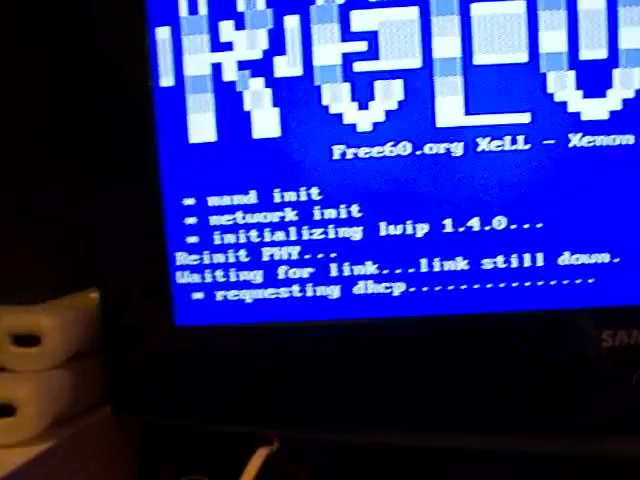 Free60.org XeLL - Xenon
* nand init
* network init
* initializing lwip 1.4.0...
Reinit PHY...
Waiting for link...link still down.
* requesting dhcp...............
SAM